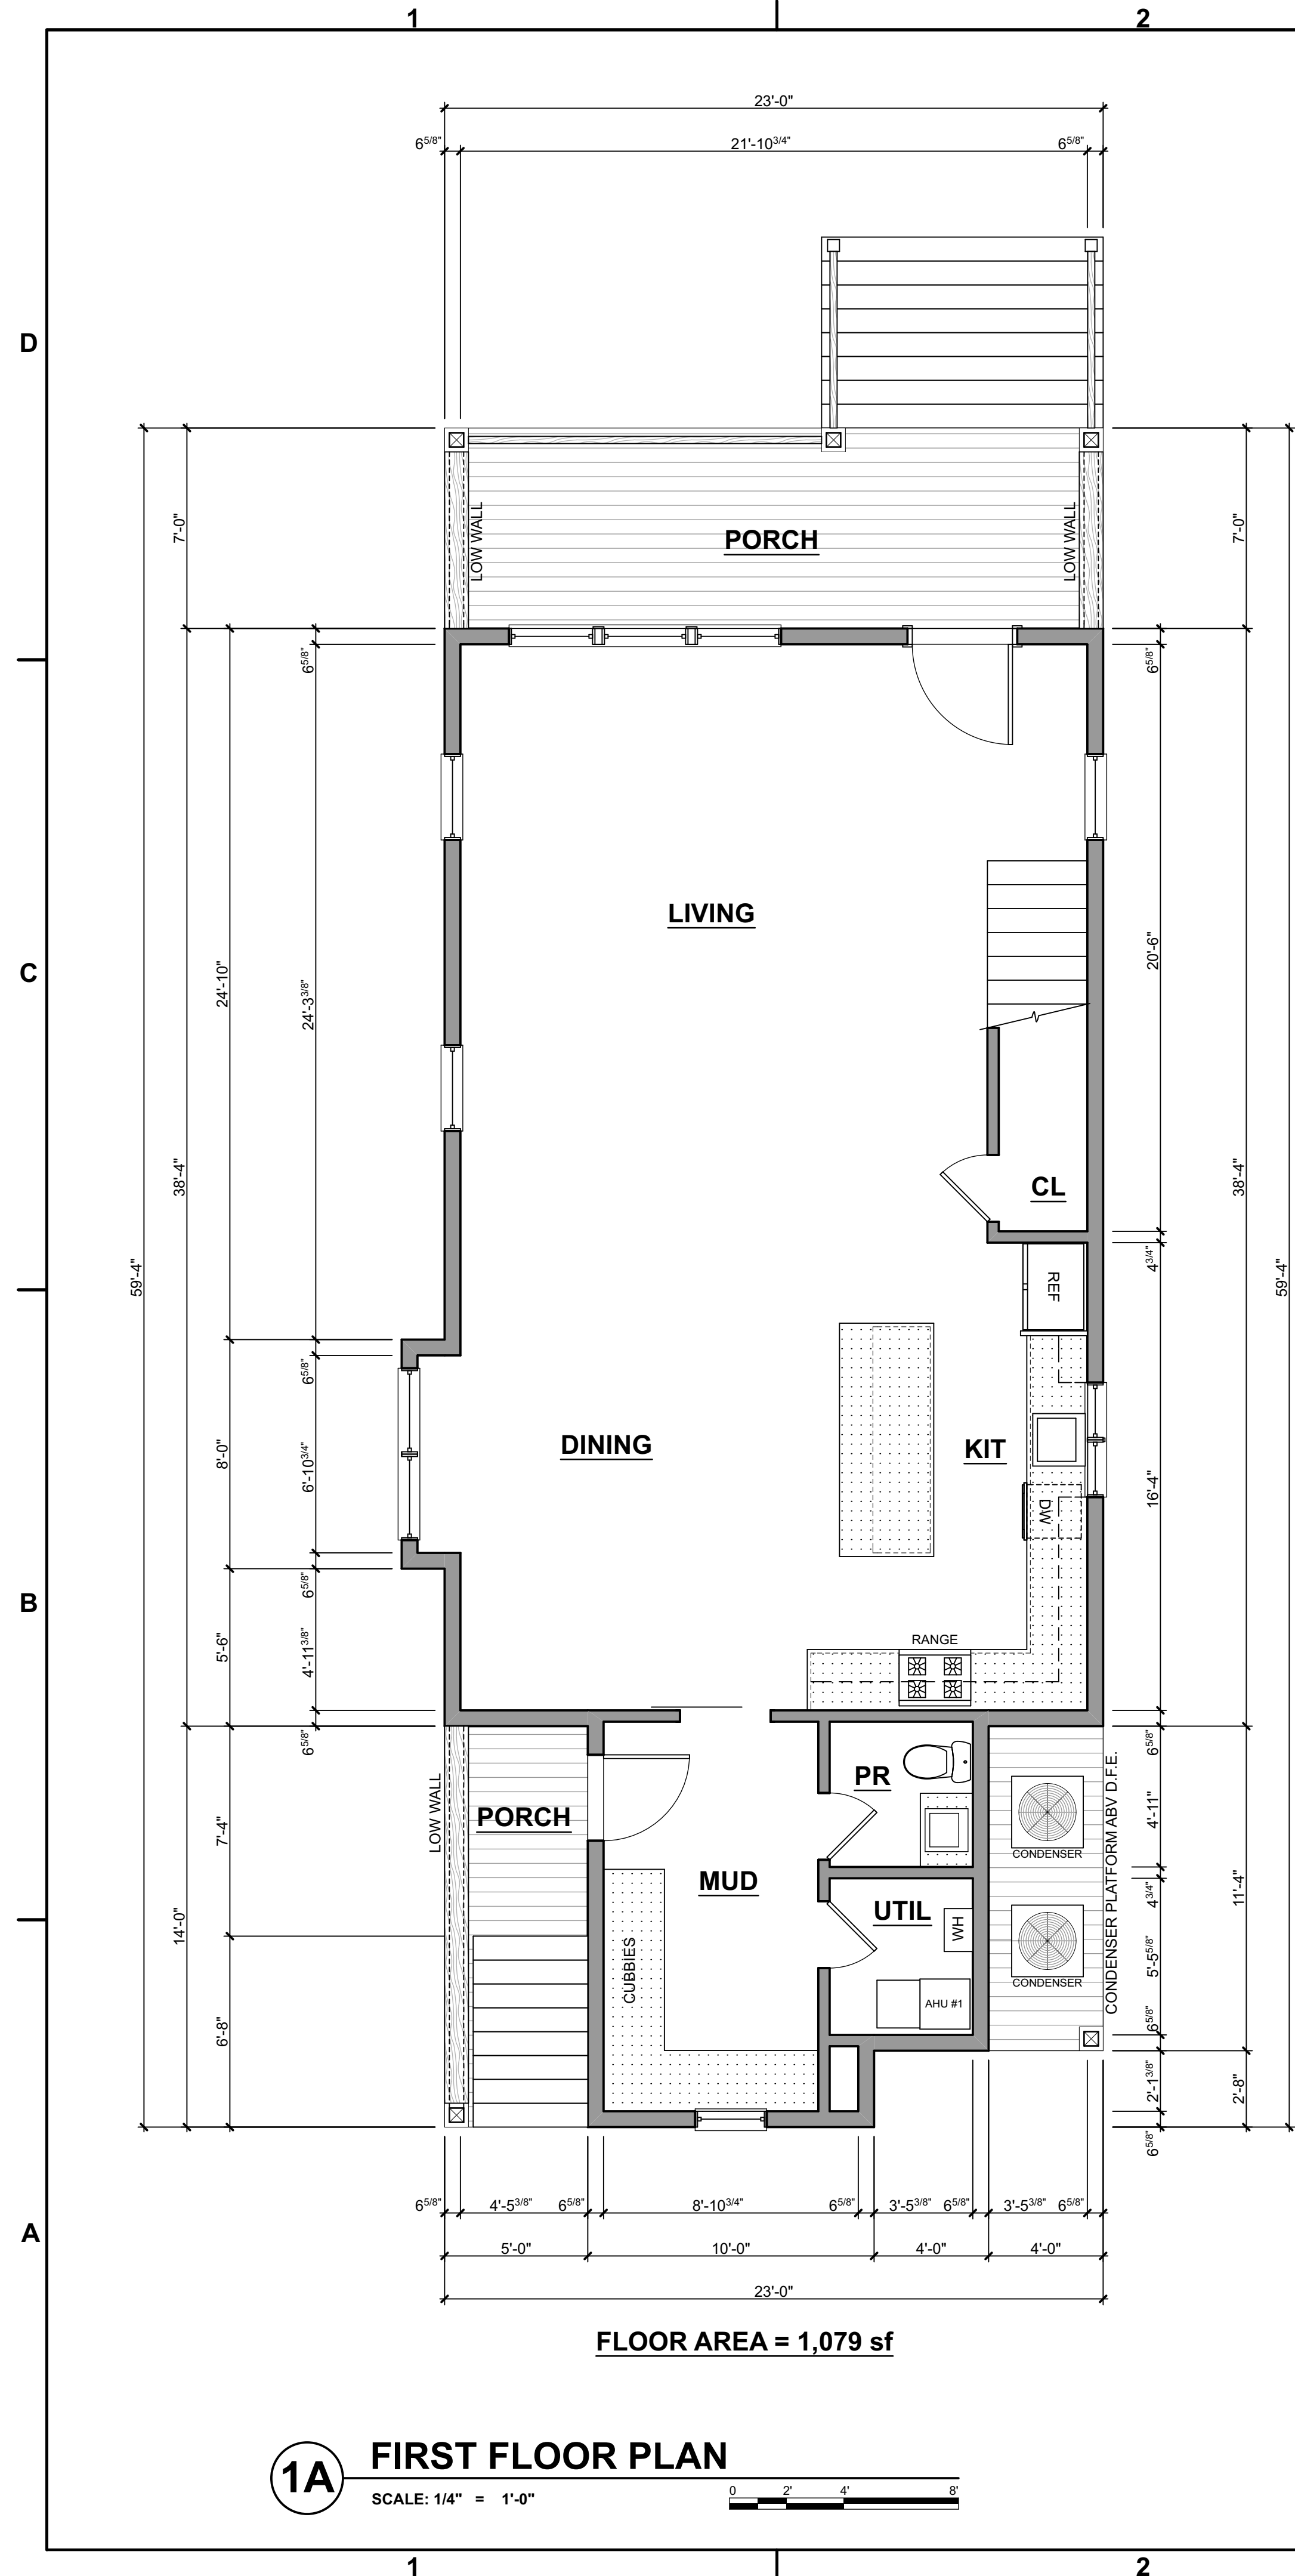 1 2
23'-0"
6 5/8" 21'-10 3/4" 6 5/8"
D
7'-0" LOW WALL PORCH LOW WALL 7'-0"
6 5/8" 6 5/8"
LIVING
C
24'-10" 24'-3 3/8" 20'-6"
38'-4" CL 38'-4"
59'-4" 4 3/4" 59'-4"
REF
6 5/8"
8'-0" 6'-10 3/4" DINING KIT 16'-4"
DW
B
6 5/8"
5'-6" 4'-11 3/8" RANGE
6 5/8" 6 5/8"
PR
LOW WALL PORCH 4'-11"
7'-4" CONDENSER
CONDENSER PLATFORM ABV D.F.E.
MUD 11'-4"
4 3/4"
14'-0" UTIL WH
CUBBIES 5'-5 5/8"
CONDENSER
AHU #1
6'-8" 6 5/8"
2'-1 3/8" 2'-8"
6 5/8"
A
6 5/8" 4'-5 3/8" 6 5/8" 8'-10 3/4" 6 5/8" 3'-5 3/8" 6 5/8" 3'-5 3/8" 6 5/8"
5'-0" 10'-0" 4'-0" 4'-0"
23'-0"
FLOOR AREA = 1,079 sf
1A FIRST FLOOR PLAN
SCALE: 1/4" = 1'-0"
0 2' 4' 8'
1 2